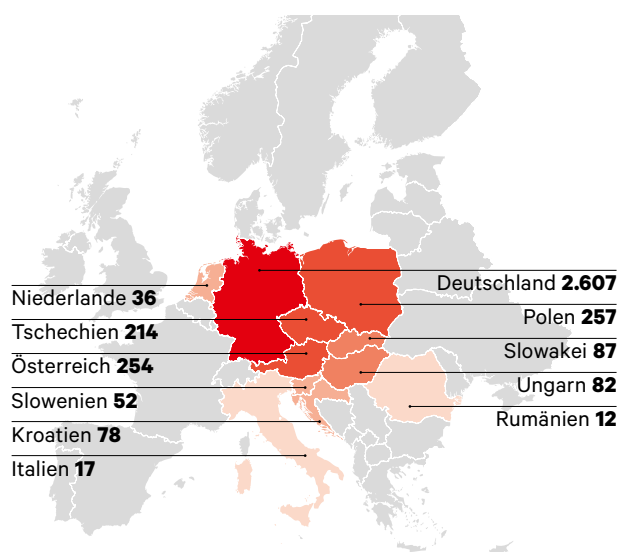 Niederlande 36
Tschechien 214
Österreich 254
Slowenien 52
Kroatien 78
Italien 17
Deutschland 2.607
Polen 257
Slowakei 87
Ungarn 82
Rumänien 12